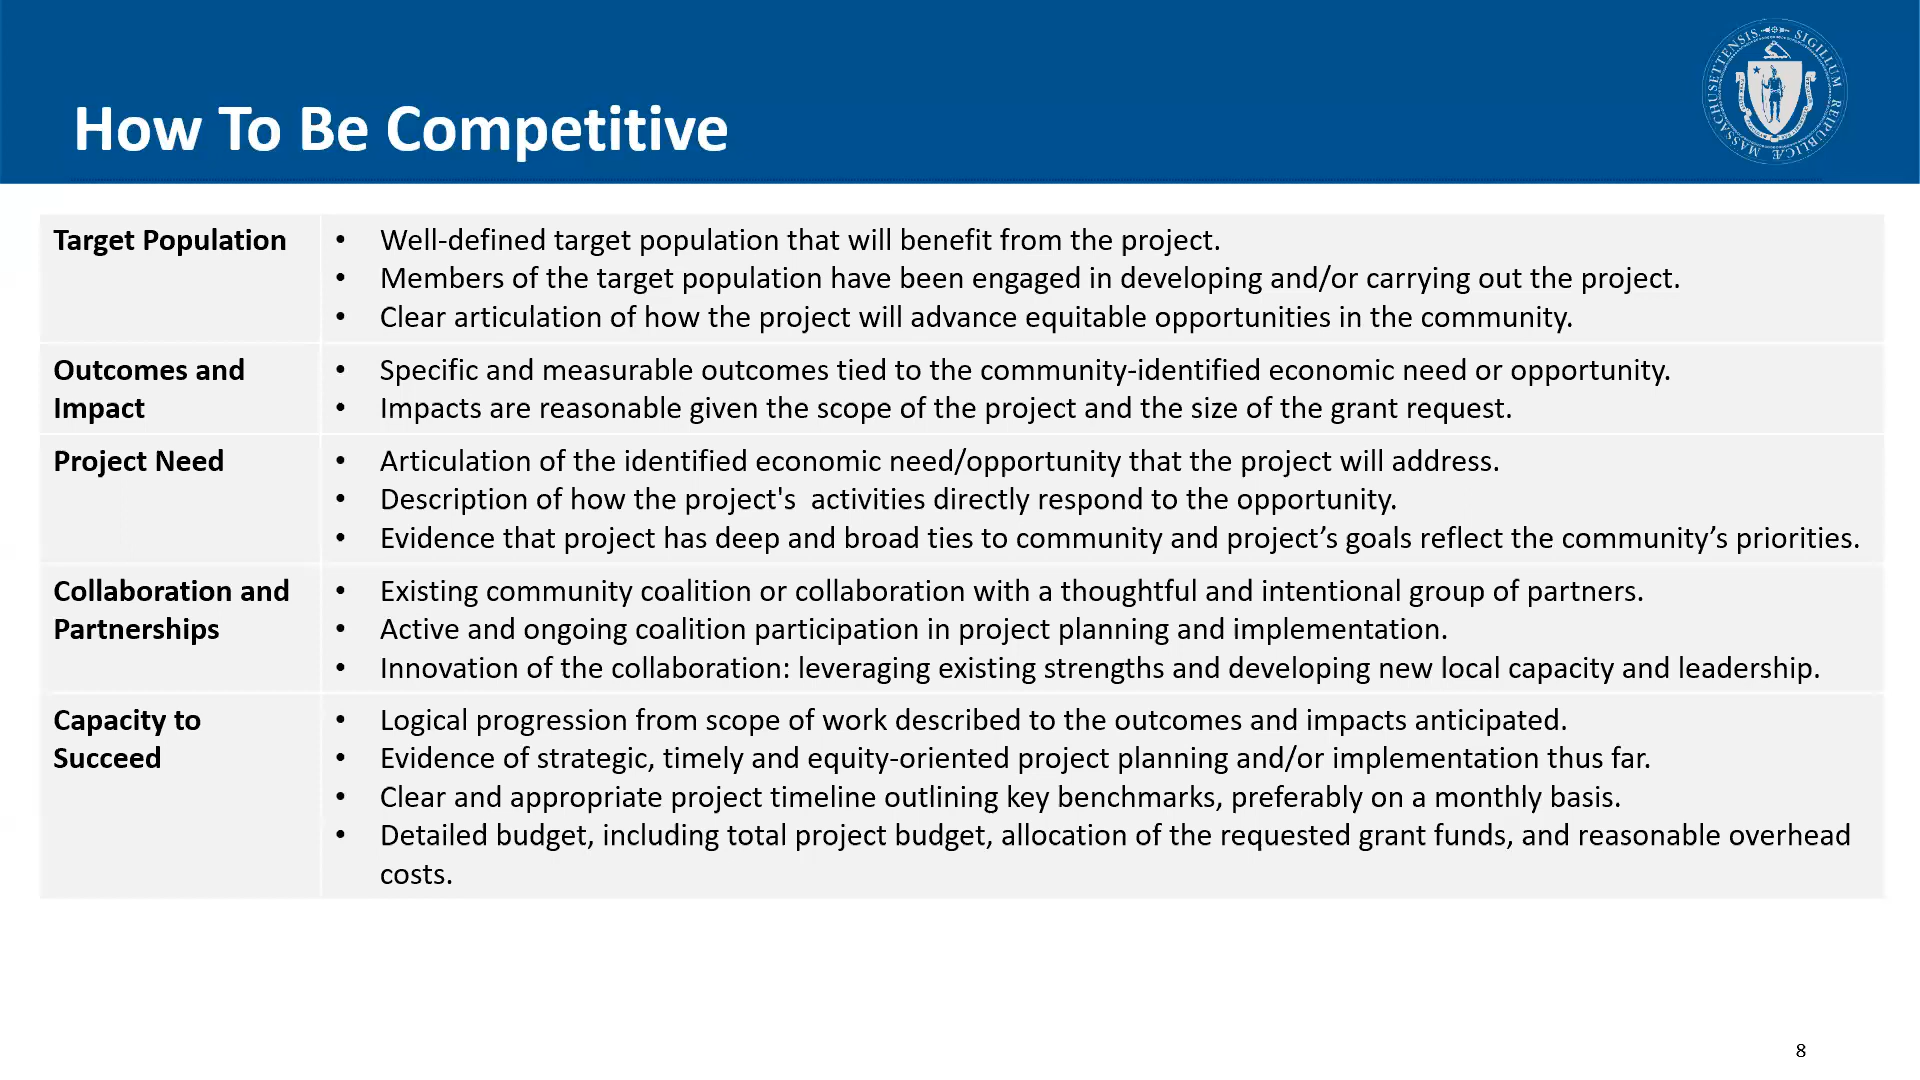 How To Be Competitive
SIGILLUM REIPUBLICÆ MASSACHUSETTENSIS
Target Population
• Well-defined target population that will benefit from the project.
• Members of the target population have been engaged in developing and/or carrying out the project.
• Clear articulation of how the project will advance equitable opportunities in the community.
Outcomes and
Impact
• Specific and measurable outcomes tied to the community-identified economic need or opportunity.
• Impacts are reasonable given the scope of the project and the size of the grant request.
Project Need
• Articulation of the identified economic need/opportunity that the project will address.
• Description of how the project's  activities directly respond to the opportunity.
• Evidence that project has deep and broad ties to community and project’s goals reflect the community’s priorities.
Collaboration and
Partnerships
• Existing community coalition or collaboration with a thoughtful and intentional group of partners.
• Active and ongoing coalition participation in project planning and implementation.
• Innovation of the collaboration: leveraging existing strengths and developing new local capacity and leadership.
Capacity to
Succeed
• Logical progression from scope of work described to the outcomes and impacts anticipated.
• Evidence of strategic, timely and equity-oriented project planning and/or implementation thus far.
• Clear and appropriate project timeline outlining key benchmarks, preferably on a monthly basis.
• Detailed budget, including total project budget, allocation of the requested grant funds, and reasonable overhead
costs.
8